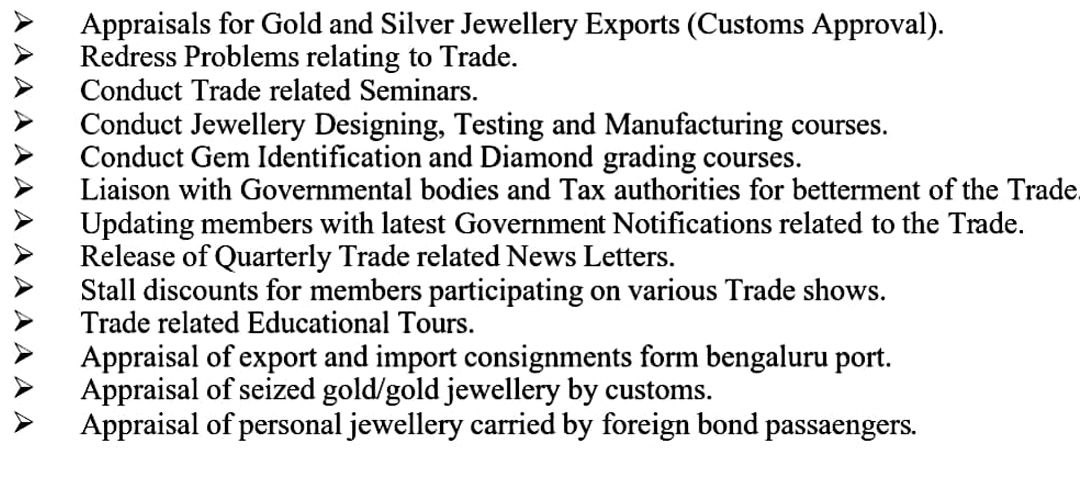 ➢ Appraisals for Gold and Silver Jewellery Exports (Customs Approval).
➢ Redress Problems relating to Trade.
➢ Conduct Trade related Seminars.
➢ Conduct Jewellery Designing, Testing and Manufacturing courses.
➢ Conduct Gem Identification and Diamond grading courses.
➢ Liaison with Governmental bodies and Tax authorities for betterment of the Trade.
➢ Updating members with latest Government Notifications related to the Trade.
➢ Release of Quarterly Trade related News Letters.
➢ Stall discounts for members participating on various Trade shows.
➢ Trade related Educational Tours.
➢ Appraisal of export and import consignments form bengaluru port.
➢ Appraisal of seized gold/gold jewellery by customs.
➢ Appraisal of personal jewellery carried by foreign bond passaengers.